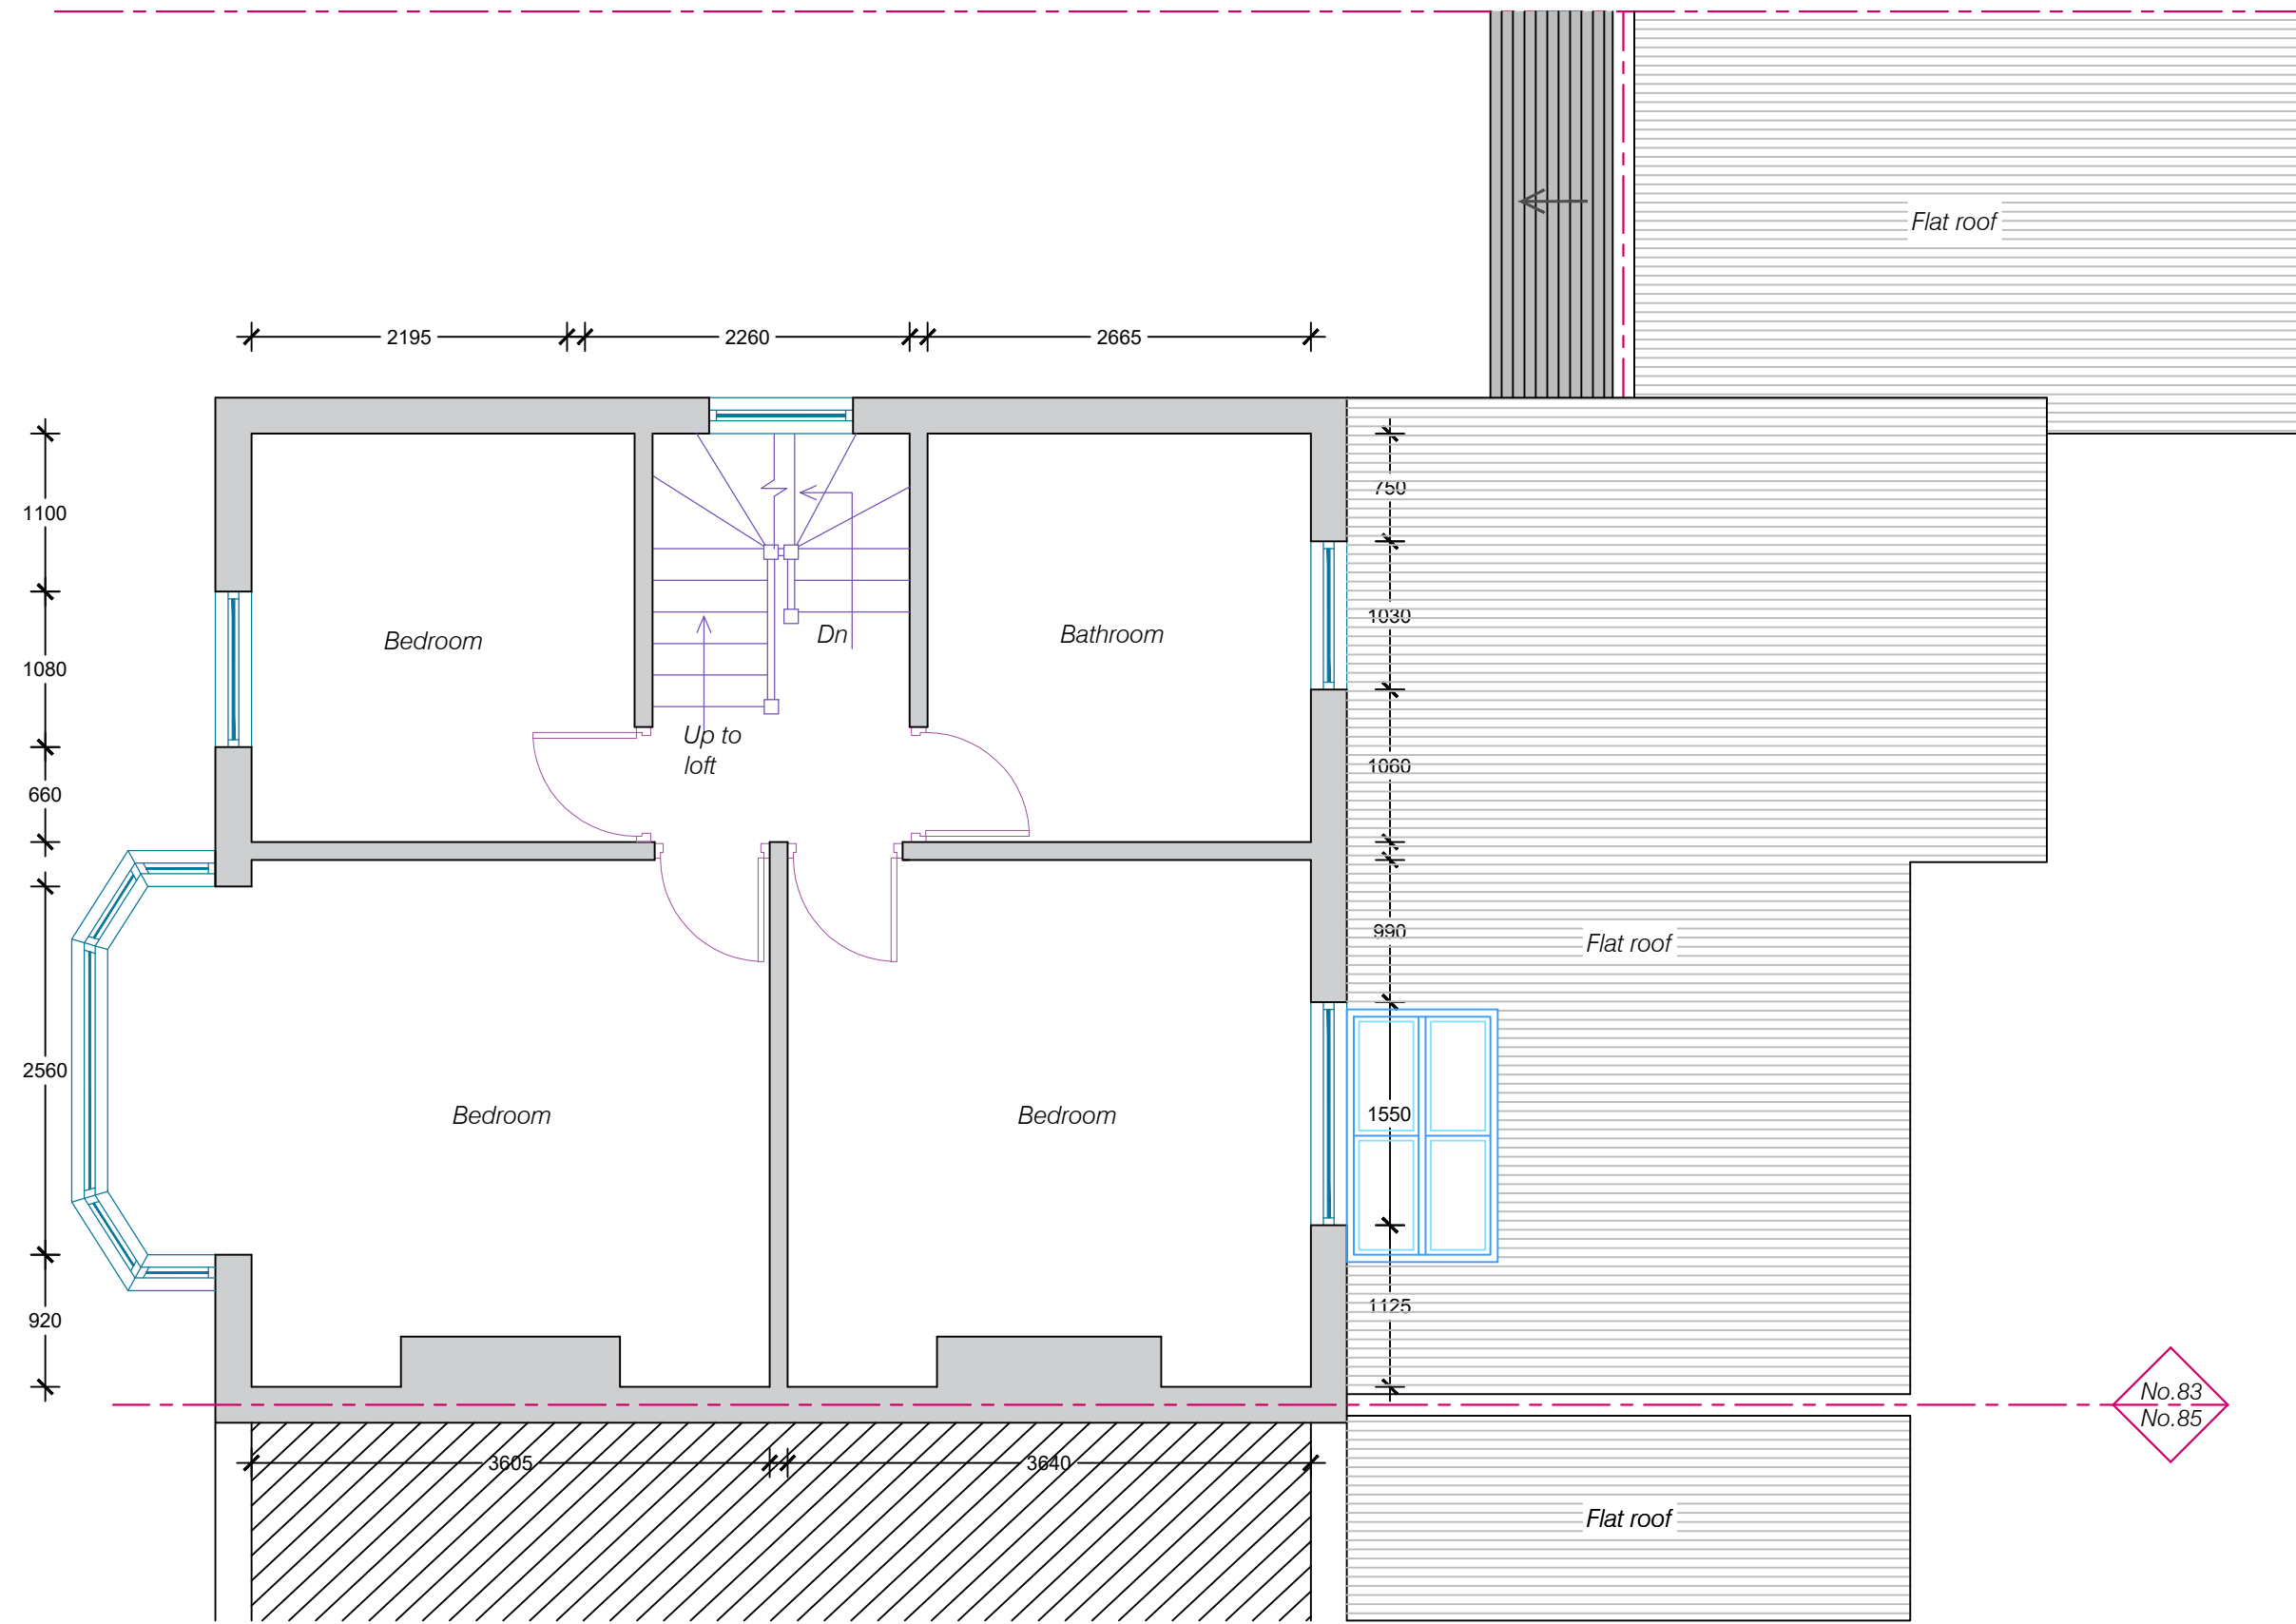 Flat roof
2195
2260
2665
1100
750
1030
1080
Bedroom
Dn
Bathroom
Up to
loft
1060
660
990
Flat roof
2560
Bedroom
Bedroom
1550
920
1125
No.83
No.85
3605
3640
Flat roof